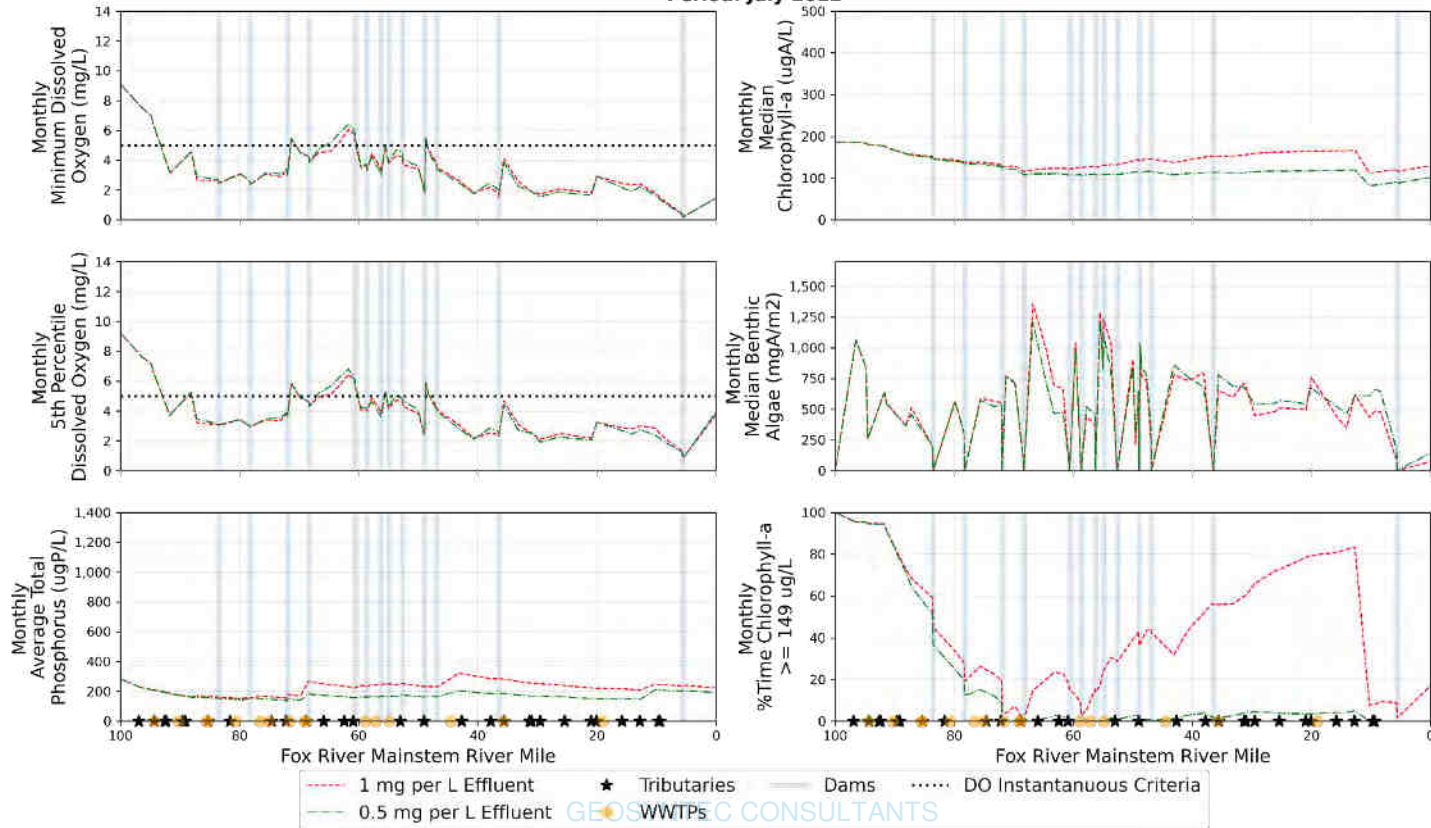 14
12
10
8
6
4
2
0
Monthly
Minimum Dissolved
Oxygen (mg/L)
500
400
300
200
100
0
Monthly
Median
Chlorophyll-a (ugA/L)
14
12
10
8
6
4
2
0
Monthly
5th Percentile
Dissolved Oxygen (mg/L)
1,500
1,250
1,000
750
500
250
0
Monthly
Median Benthic
Algae (mgA/m2)
1,400
1,200
1,000
800
600
400
200
0
Monthly
Average Total
Phosphorus (ugP/L)
100
80
60
40
20
0
Monthly
%Time Chlorophyll-a
>= 149 ug/L
100 80 60 40 20 0
100 80 60 40 20 0
Fox River Mainstem River Mile
Fox River Mainstem River Mile
1 mg per L Effluent
Tributaries
Dams
DO Instantanuous Criteria
0.5 mg per L Effluent
WWTPs
GEOSYNTEC CONSULTANTS